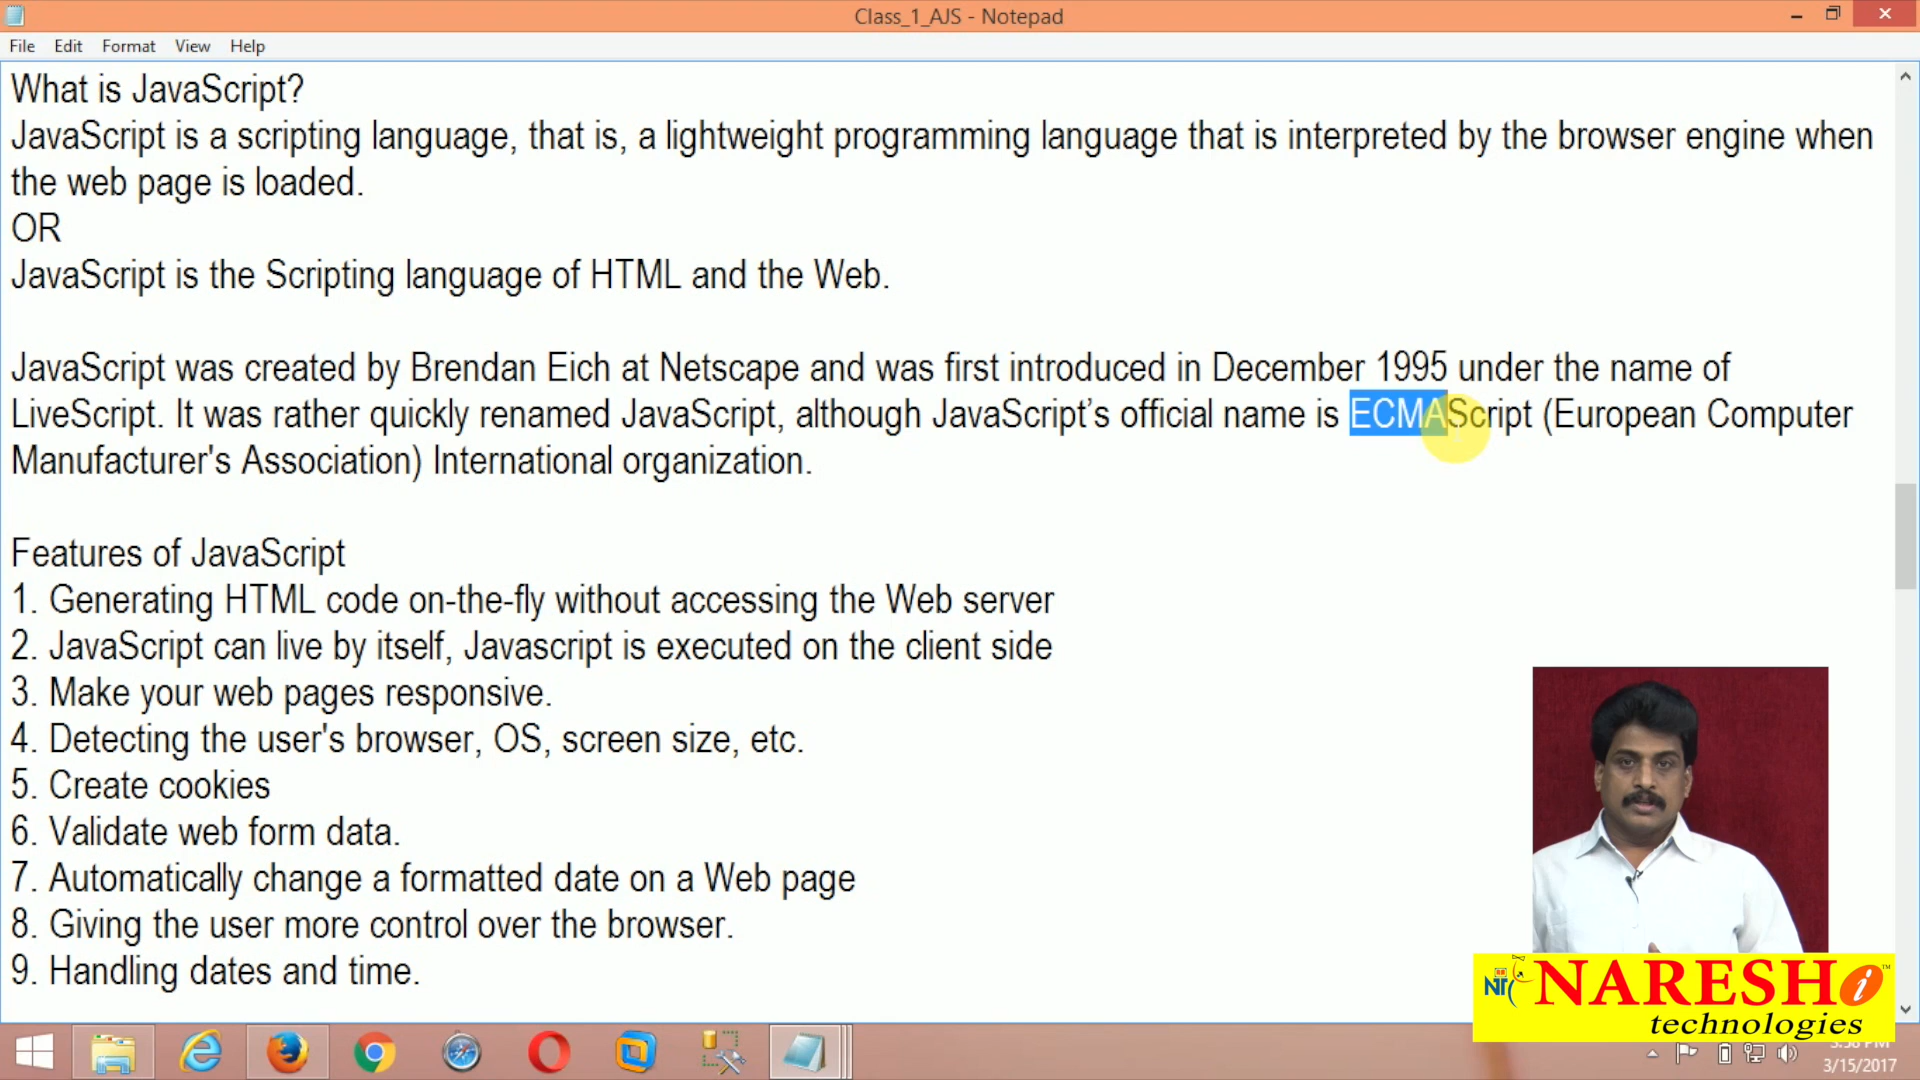 Class_1_AJS - Notepad
File Edit Format View Help
What is JavaScript?
JavaScript is a scripting language, that is, a lightweight programming language that is interpreted by the browser engine when
the web page is loaded.
OR
JavaScript is the Scripting language of HTML and the Web.
JavaScript was created by Brendan Eich at Netscape and was first introduced in December 1995 under the name of
LiveScript. It was rather quickly renamed JavaScript, although JavaScript’s official name is ECMAScript (European Computer
Manufacturer's Association) International organization.
Features of JavaScript
1. Generating HTML code on-the-fly without accessing the Web server
2. JavaScript can live by itself, Javascript is executed on the client side
3. Make your web pages responsive.
4. Detecting the user's browser, OS, screen size, etc.
5. Create cookies
6. Validate web form data.
7. Automatically change a formatted date on a Web page
8. Giving the user more control over the browser.
9. Handling dates and time.
NARESH i
technologies
3/15/2017